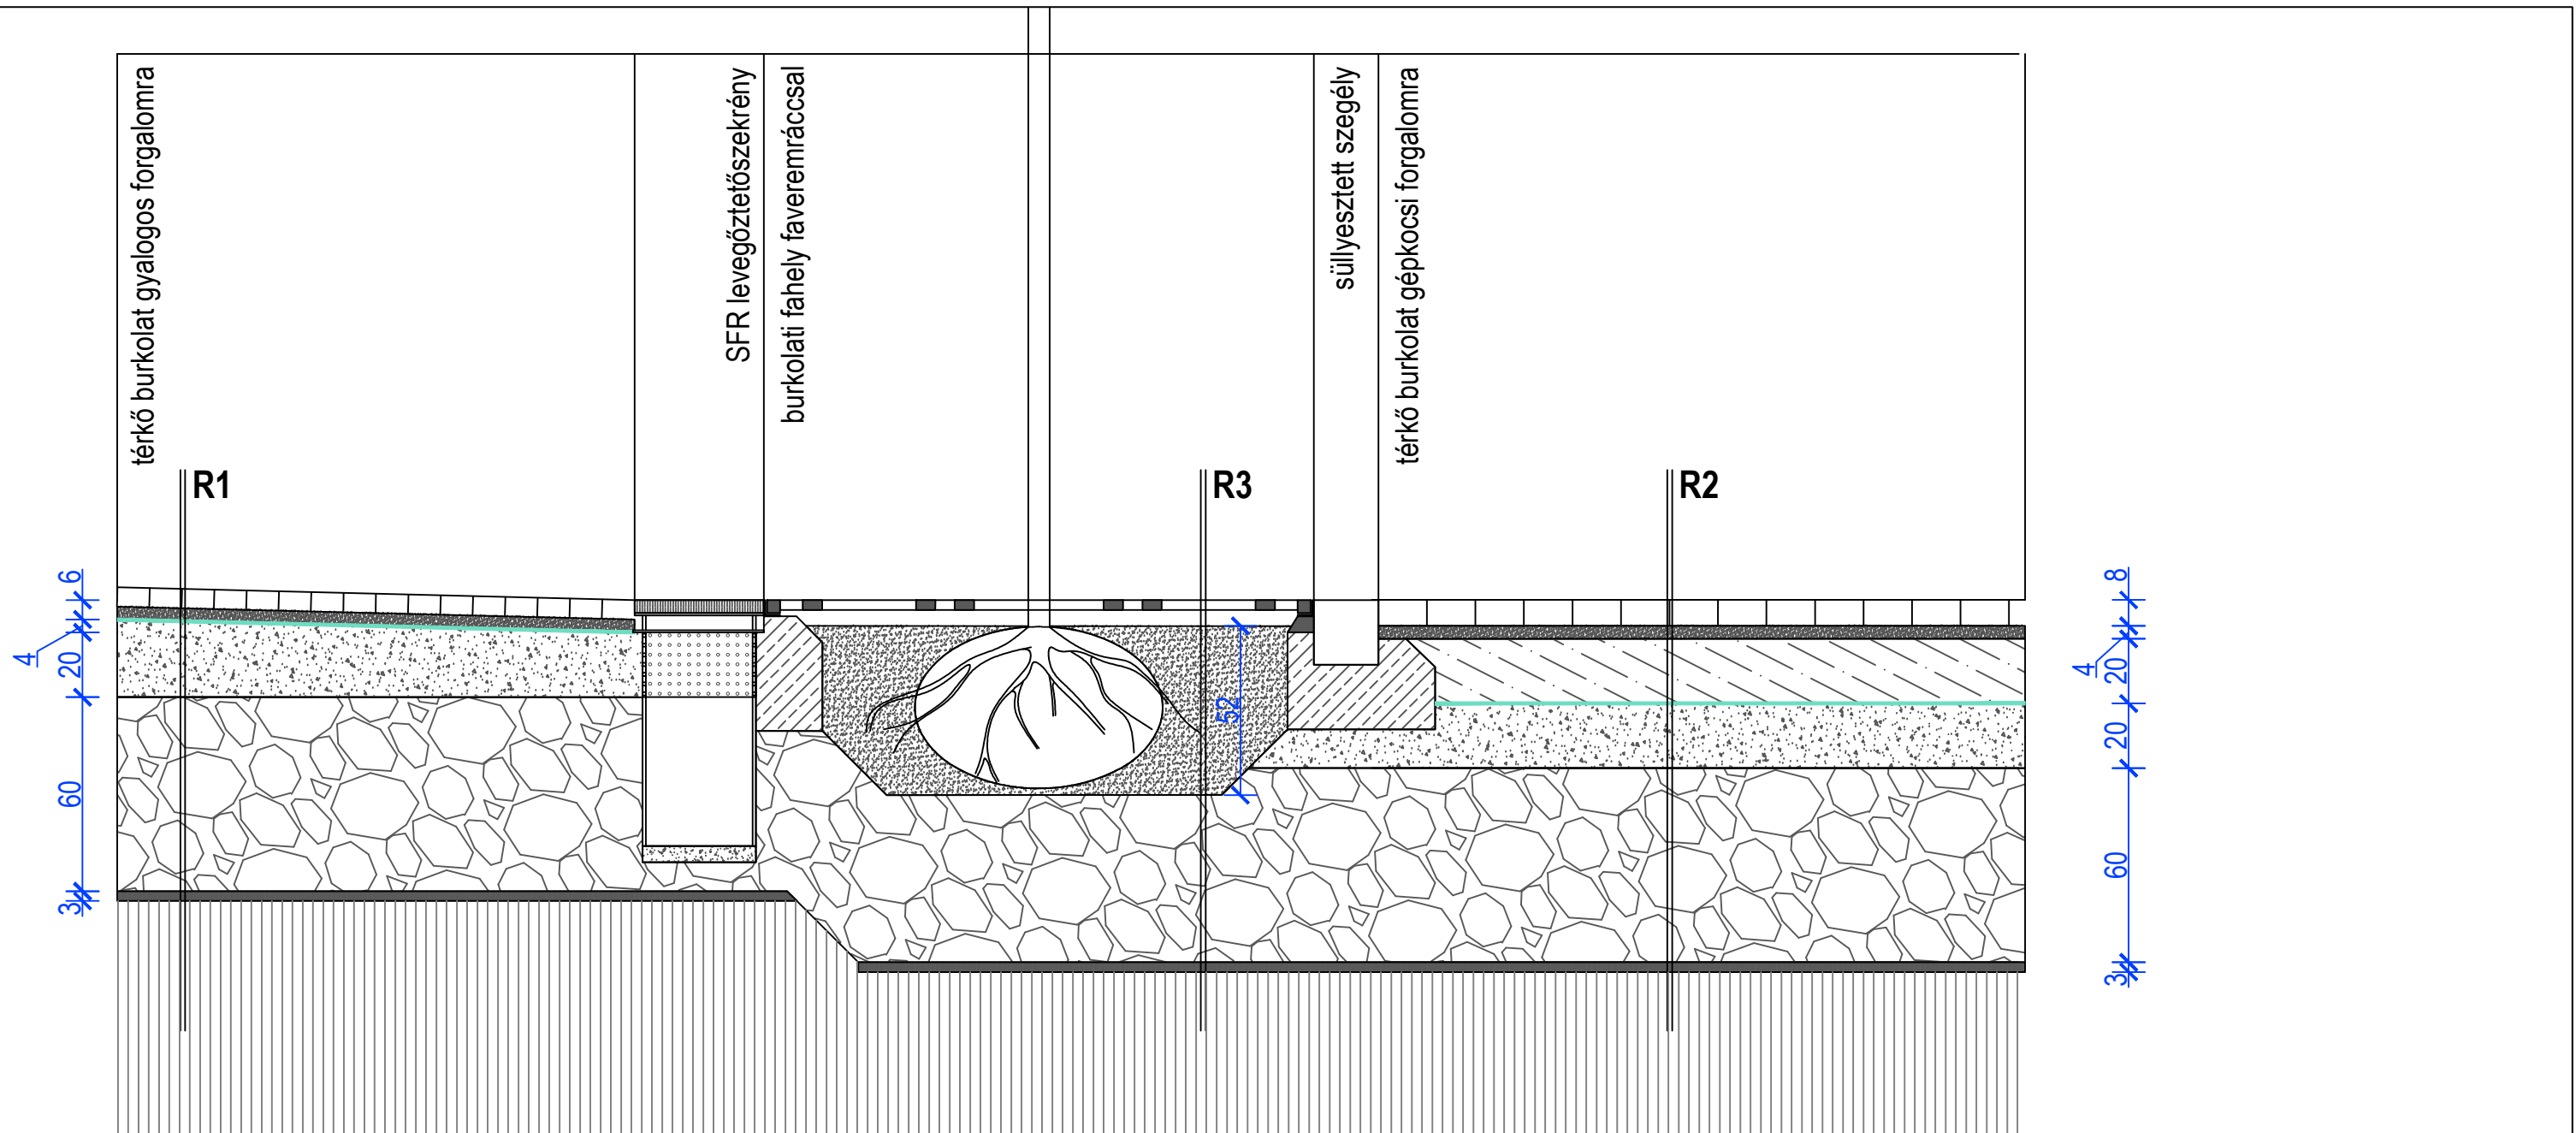 térkő burkolat gyalogos forgalomra
SFR levegőztetőszekrény
burkolati fahely faveremráccsal
süllyesztett szegély
térkő burkolat gépkocsi forgalomra
R1
R3
R2
6
4
20
60
3
52
8
4
20
20
60
3